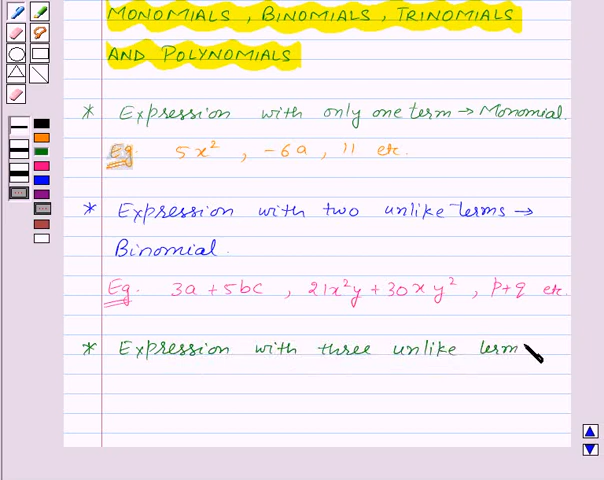 MONOMIALS , BINOMIALS , TRINOMIALS
AND POLYNOMIALS
* Expression with only one term → Monomial.
Eg. 5x² , -6a , 11 etc.
* Expression with two unlike terms →
Binomial.
Eg. 3a + 5bc , 21x²y + 30xy² , p+q etc.
* Expression with three unlike term